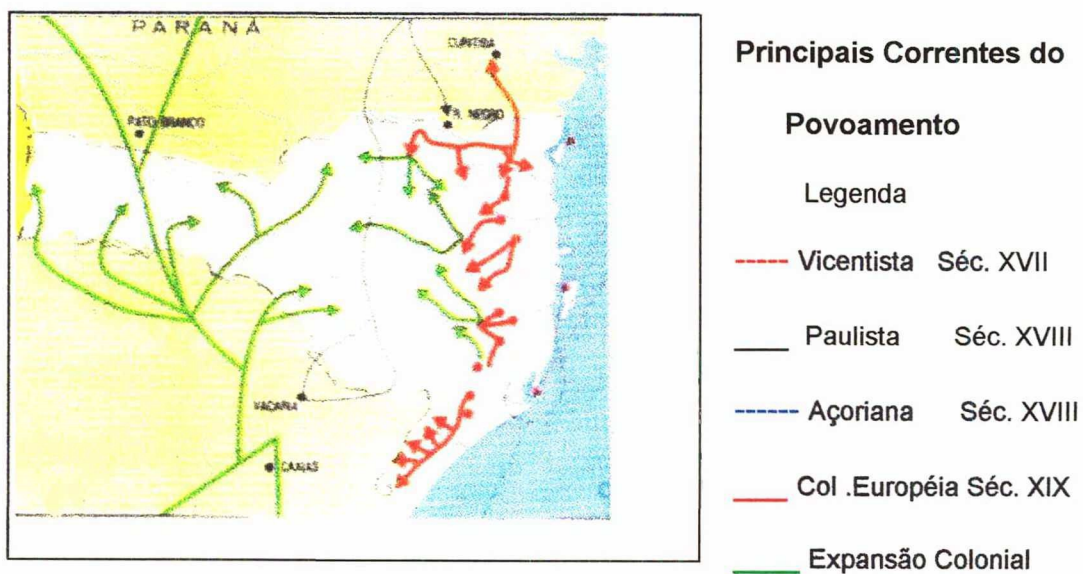 PARANÁ
CURITIBA
R. NEGRO
PATO BRANCO
VACARIA
CAXIAS
Principais Correntes do
Povoamento
Legenda
Vicentista Séc. XVII
Paulista Séc. XVIII
Açoriana Séc. XVIII
Col .Européia Séc. XIX
Expansão Colonial